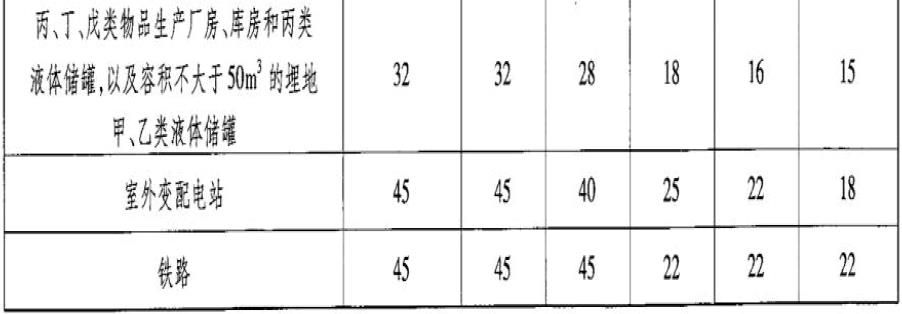 丙、丁、戊类物品生产厂房、库房和丙类
液体储罐,以及容积不大于50m³的埋地
甲、乙类液体储罐
32 32 28 18 16 15
室外变配电站 45 45 40 25 22 18
铁路 45 45 45 22 22 22